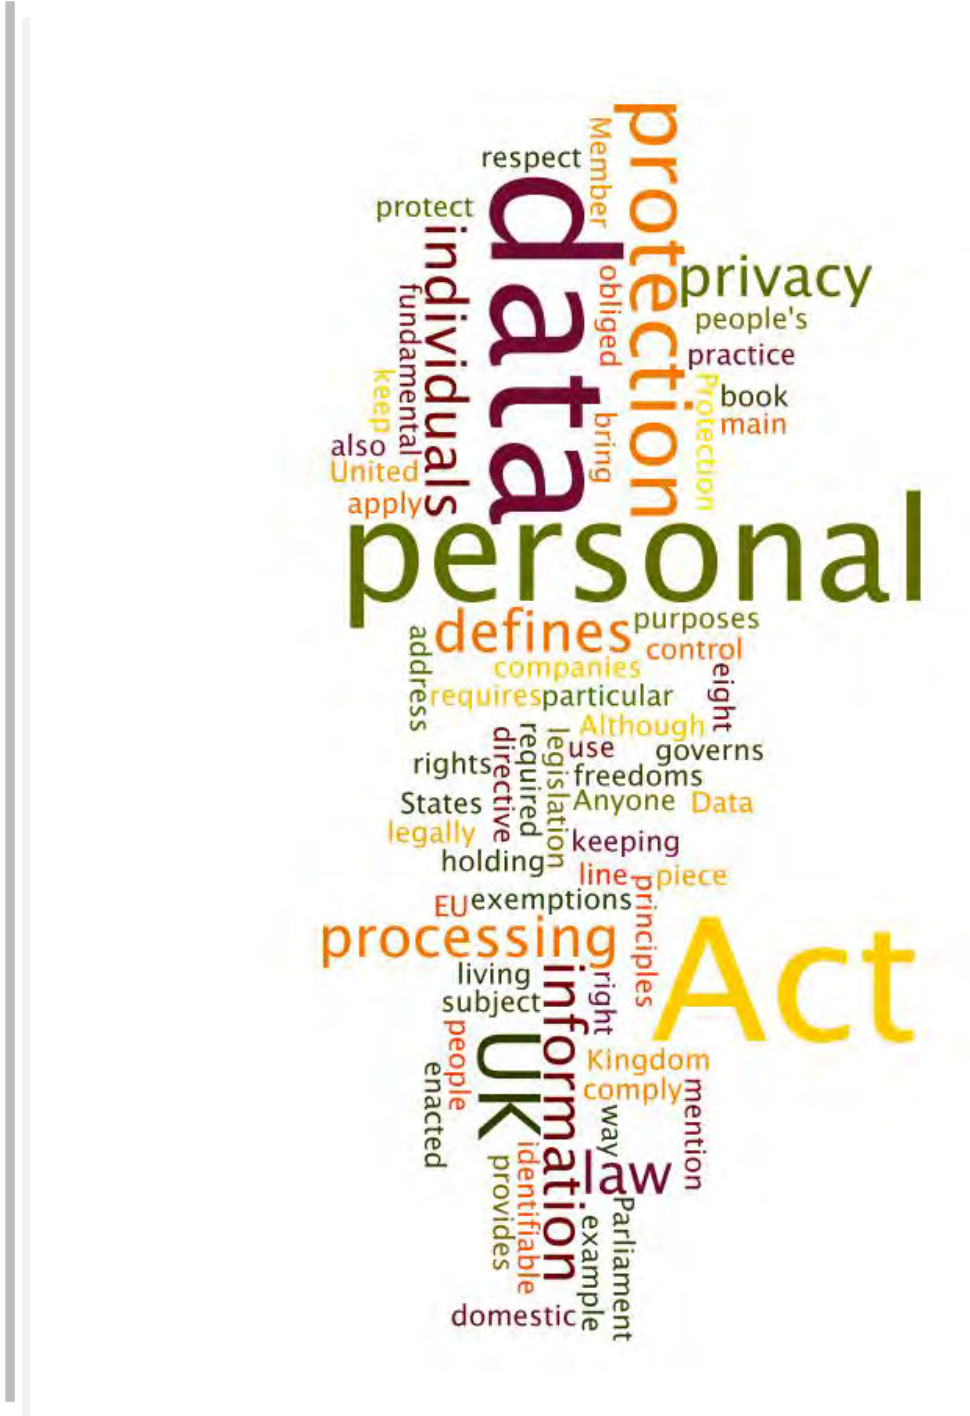 protection
Member
respect
data
protect
individuals
privacy
obliged
fundamental
people's
practice
keep
Protection
book
main
bring
also
United
apply
personal
defines
purposes
address
control
companies
eight
requires
particular
Although
legislation
required
directive
use
governs
rights
freedoms
States
Anyone
Data
legally
keeping
holding
line
piece
principles
EU
exemptions
processing
Act
living
information
right
subject
people
UK
Kingdom
enacted
comply
mention
way
law
identifiable
provides
Parliament
example
domestic